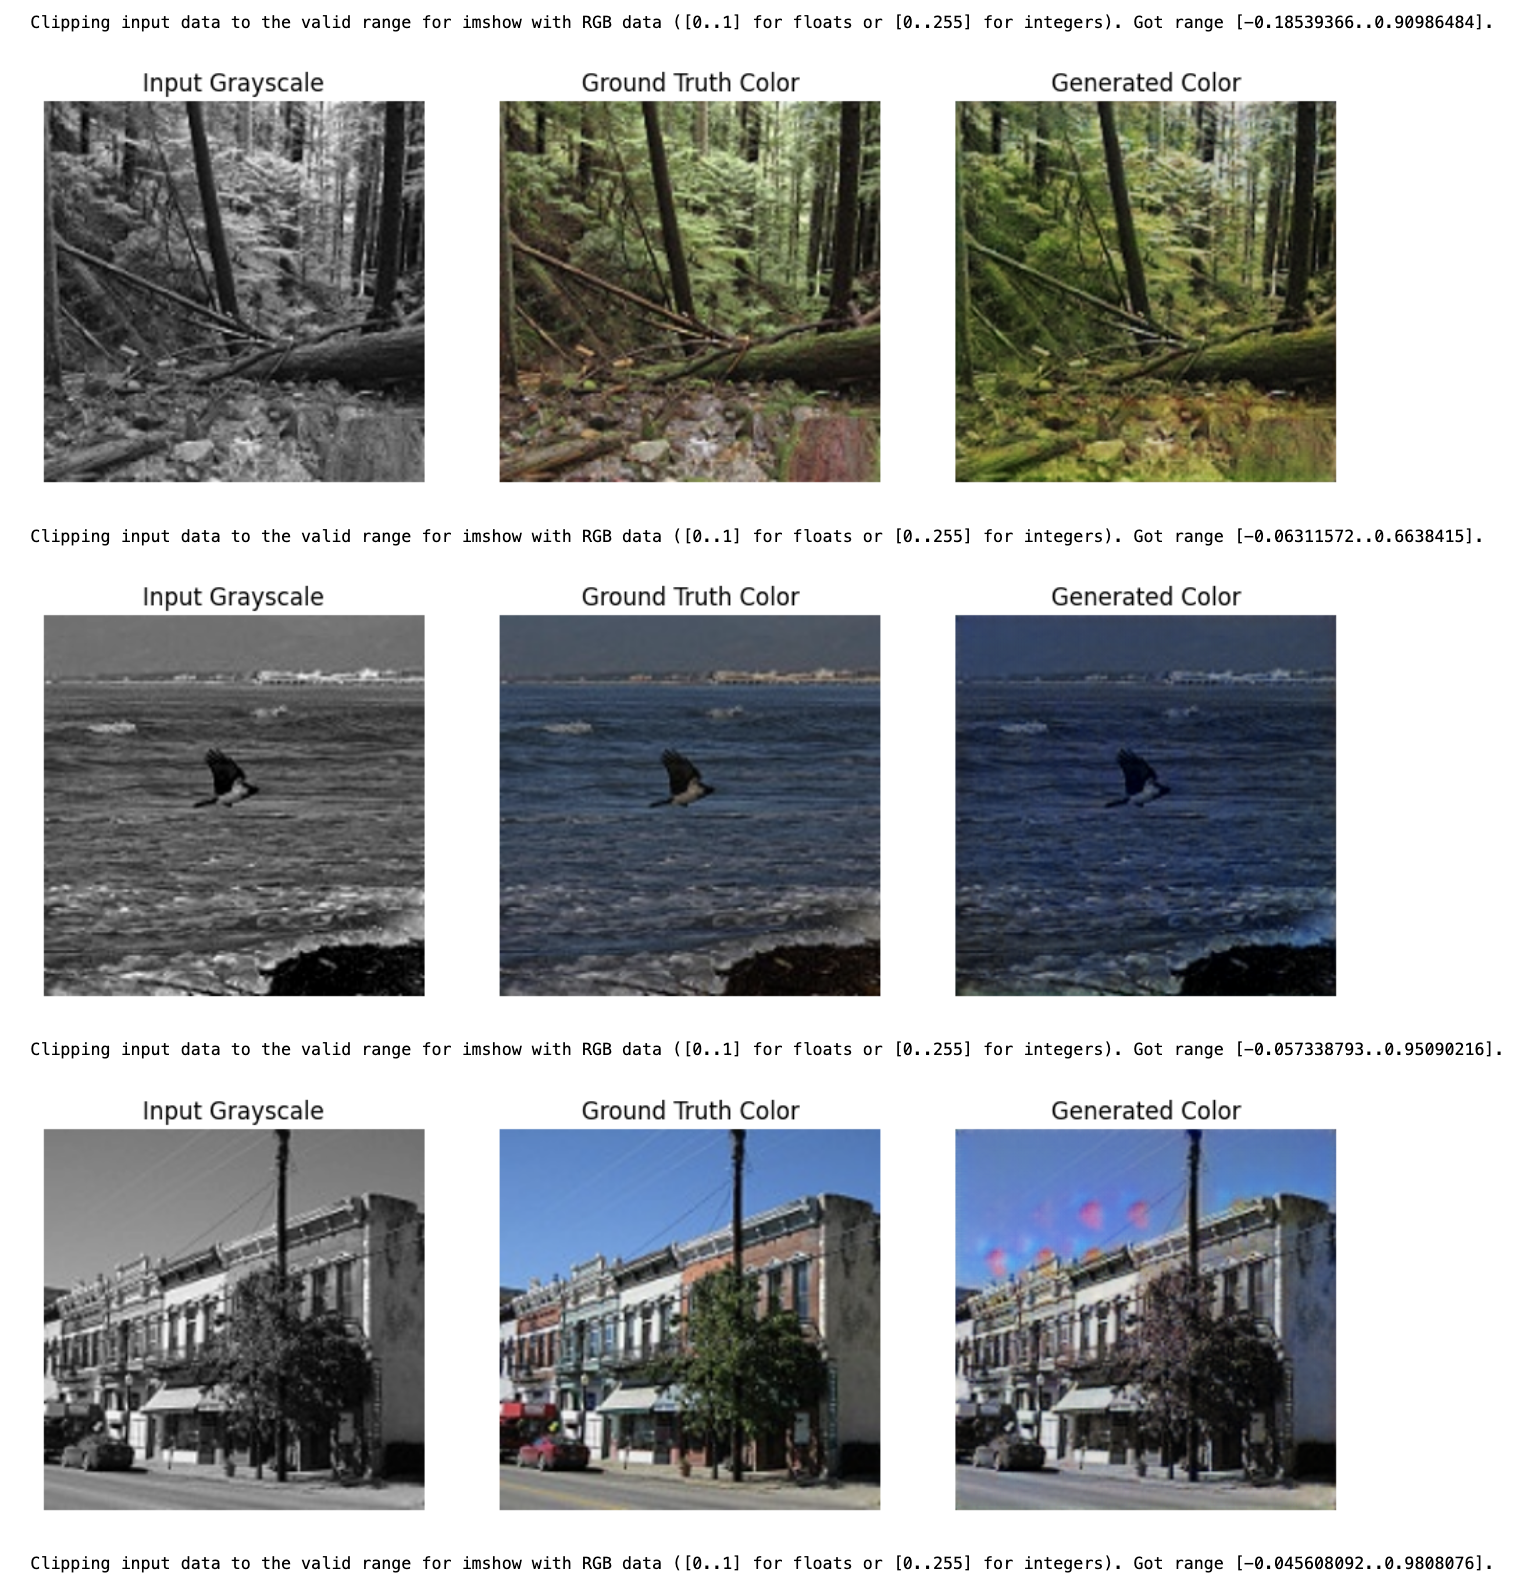 Clipping input data to the valid range for imshow with RGB data ([0..1] for floats or [0..255] for integers). Got range [-0.18539366..0.90986484].
Input Grayscale Ground Truth Color Generated Color
Clipping input data to the valid range for imshow with RGB data ([0..1] for floats or [0..255] for integers). Got range [-0.06311572..0.6638415].
Input Grayscale Ground Truth Color Generated Color
Clipping input data to the valid range for imshow with RGB data ([0..1] for floats or [0..255] for integers). Got range [-0.057338793..0.95090216].
Input Grayscale Ground Truth Color Generated Color
Clipping input data to the valid range for imshow with RGB data ([0..1] for floats or [0..255] for integers). Got range [-0.045608092..0.9808076].